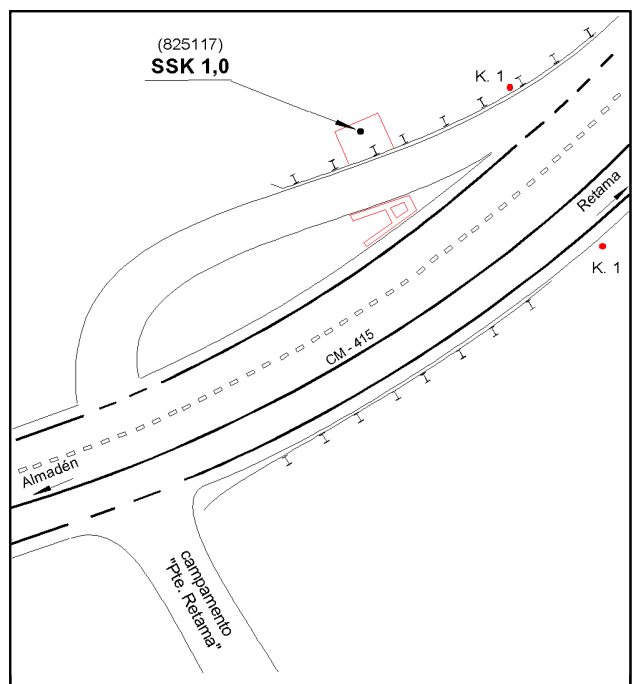 (825117)
SSK 1,0
K. 1
Retama
K. 1
CM - 415
Almadén
campamento
"Pte. Retama"